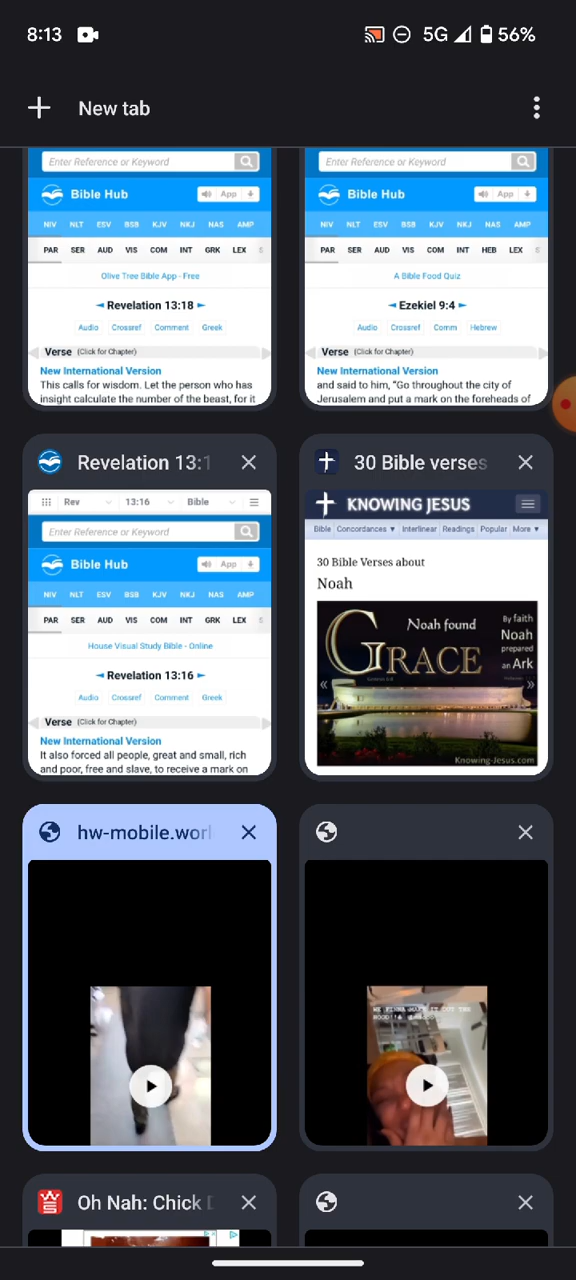 8:13
5G
56%
New tab
Enter Reference or Keyword
Bible Hub
App
NIV NLT ESV BSB KJV NKJ NAS AMP
PAR SER AUD VIS COM INT GRK LEX
Olive Tree Bible App - Free
Revelation 13:18
Audio Crossref Comment Greek
Verse (Click for Chapter)
New International Version
This calls for wisdom. Let the person who has
insight calculate the number of the beast, for it
Enter Reference or Keyword
Bible Hub
App
NIV NLT ESV BSB KJV NKJ NAS AMP
PAR SER AUD VIS COM INT HEB LEX
A Bible Food Quiz
Ezekiel 9:4
Audio Crossref Comm Hebrew
Verse (Click for Chapter)
New International Version
and said to him, “Go throughout the city of
Jerusalem and put a mark on the foreheads of
Revelation 13:1
Rev 13:16 Bible
Enter Reference or Keyword
Bible Hub
App
NIV NLT ESV BSB KJV NKJ NAS AMP
PAR SER AUD VIS COM INT GRK LEX
House Visual Study Bible - Online
Revelation 13:16
Audio Crossref Comment Greek
Verse (Click for Chapter)
New International Version
It also forced all people, great and small, rich
and poor, free and slave, to receive a mark on
30 Bible verses
KNOWING JESUS
Bible Concordances Interlinear Readings Popular More
30 Bible Verses about
Noah
Noah found
GRACE
By faith
Noah
prepared
an Ark
Knowing-Jesus.com
hw-mobile.worl
Oh Nah: Chick D